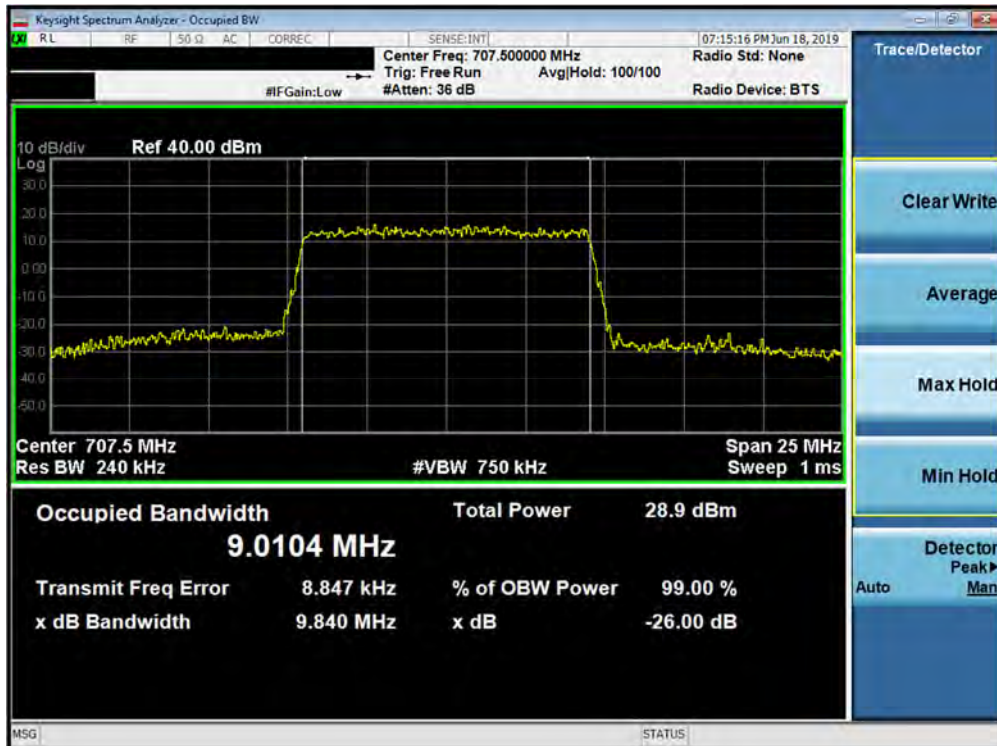 Keysight Spectrum Analyzer - Occupied BW
LXI RL RF 50 Ω AC CORREC SENSE:INT 07:15:16 PM Jun 18, 2019
Center Freq: 707.500000 MHz Radio Std: None
Trig: Free Run Avg|Hold: 100/100
#IFGain:Low #Atten: 36 dB Radio Device: BTS
Trace/Detector
10 dB/div Ref 40.00 dBm
Log
30.0
20.0
10.0
0.00
-10.0
-20.0
-30.0
-40.0
-50.0
Center 707.5 MHz Span 25 MHz
Res BW 240 kHz #VBW 750 kHz Sweep 1 ms
Occupied Bandwidth Total Power 28.9 dBm
9.0104 MHz
Transmit Freq Error 8.847 kHz % of OBW Power 99.00 %
x dB Bandwidth 9.840 MHz x dB -26.00 dB
Clear Write
Average
Max Hold
Min Hold
Detector
Peak▶
Auto Man
MSG STATUS